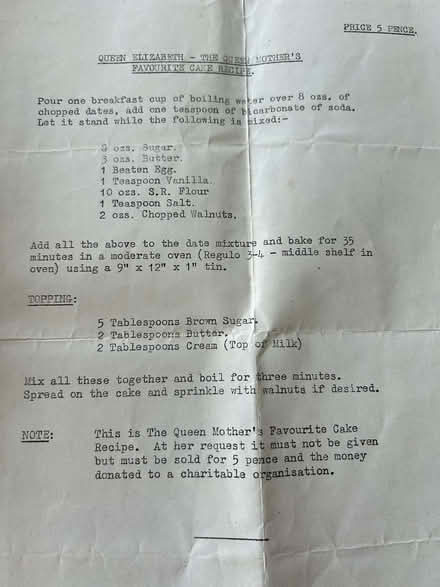 PRICE 5 PENCE.
QUEEN ELIZABETH - THE QUEEN MOTHER'S
FAVOURITE CAKE RECIPE.
Pour one breakfast cup of boiling water over 8 ozs. of
chopped dates, add one teaspoon of bicarbonate of soda.
Let it stand while the following is mixed:-
8 ozs. Sugar.
3 ozs. Butter.
1 Beaten Egg.
1 Teaspoon Vanilla.
10 ozs. S.R. Flour
1 Teaspoon Salt.
2 ozs. Chopped Walnuts.
Add all the above to the date mixture and bake for 35
minutes in a moderate oven (Regulo 3-4 - middle shelf in
oven) using a 9" x 12" x 1" tin.
TOPPING:
5 Tablespoons Brown Sugar.
2 Tablespoons Butter.
2 Tablespoons Cream (Top of Milk)
Mix all these together and boil for three minutes.
Spread on the cake and sprinkle with walnuts if desired.
NOTE: This is The Queen Mother's Favourite Cake
Recipe. At her request it must not be given
but must be sold for 5 pence and the money
donated to a charitable organisation.